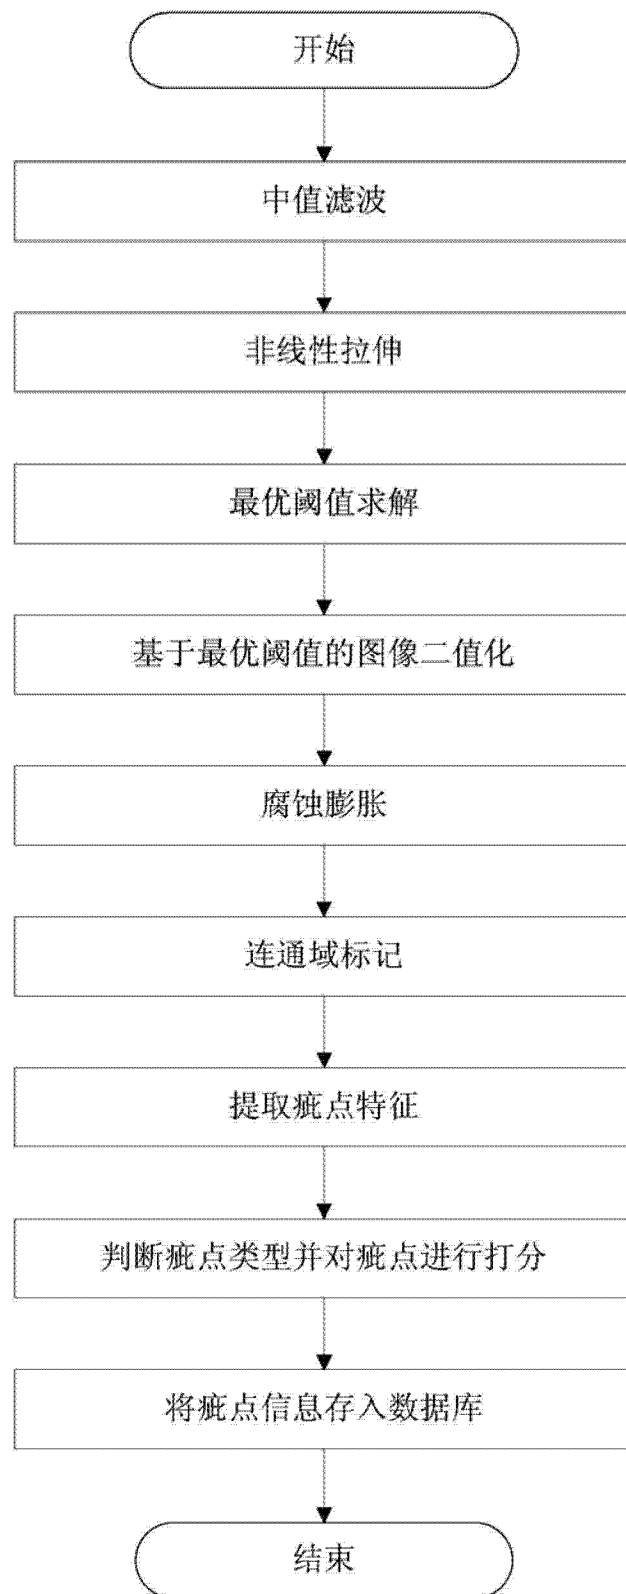 开始
中值滤波
非线性拉伸
最优阈值求解
基于最优阈值的图像二值化
腐蚀膨胀
连通域标记
提取疵点特征
判断疵点类型并对疵点进行打分
将疵点信息存入数据库
结束